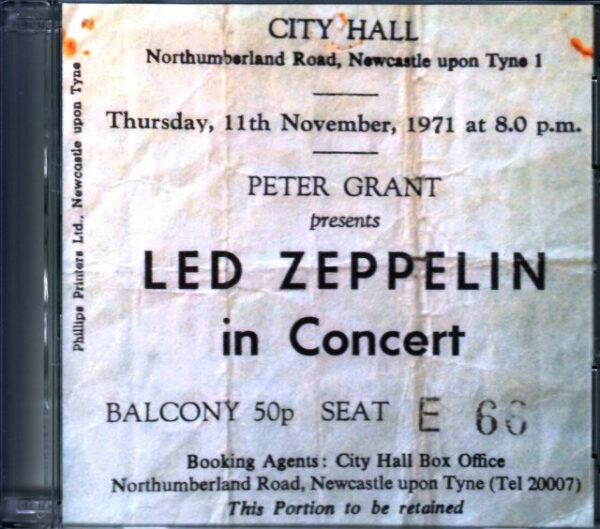 CITY HALL
Northumberland Road, Newcastle upon Tyne 1
Thursday, 11th November, 1971 at 8.0 p.m.
PETER GRANT
presents
LED ZEPPELIN
in Concert
BALCONY 50p SEAT E 66
Booking Agents: City Hall Box Office
Northumberland Road, Newcastle upon Tyne (Tel 20007)
This Portion to be retained
Phillips Printers Ltd., Newcastle upon Tyne